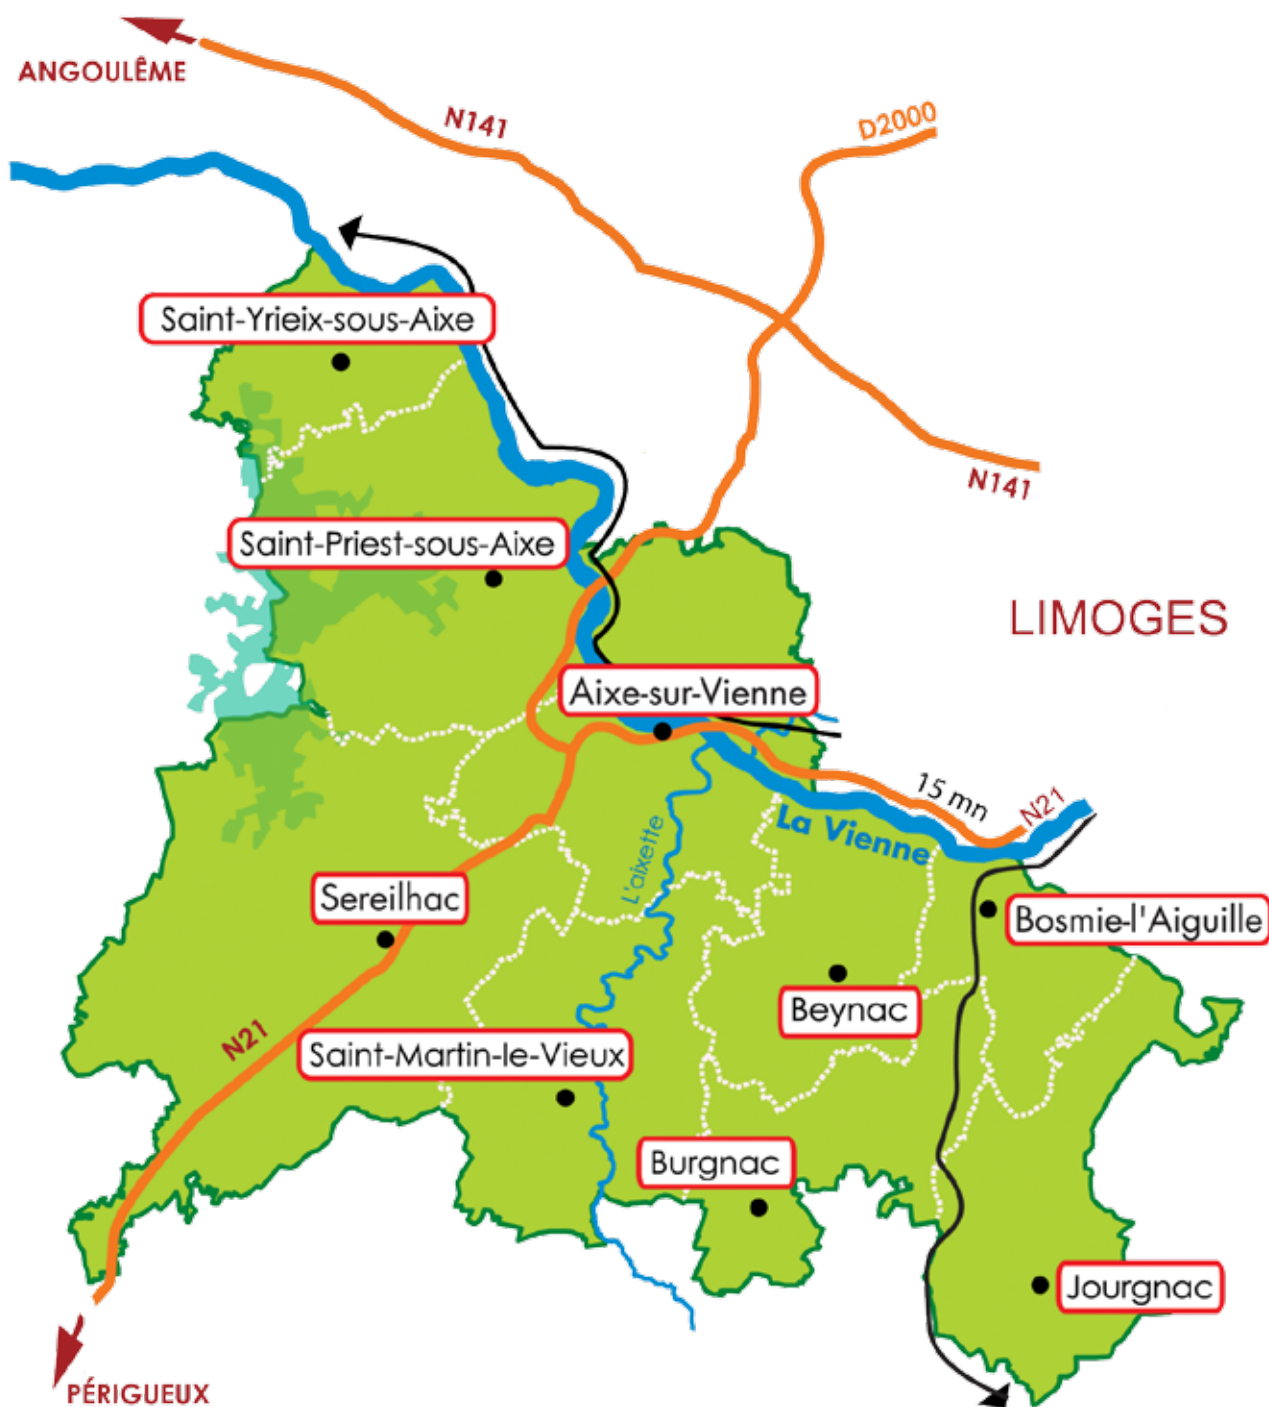 ANGOULÊME
N141
D2000
Saint-Yrieix-sous-Aixe
N141
Saint-Priest-sous-Aixe
LIMOGES
Aixe-sur-Vienne
15 mn
N21
La Vienne
L'aixette
Sereilhac
Bosmie-l'Aiguille
Beynac
N21
Saint-Martin-le-Vieux
Burgnac
Jourgnac
PÉRIGUEUX